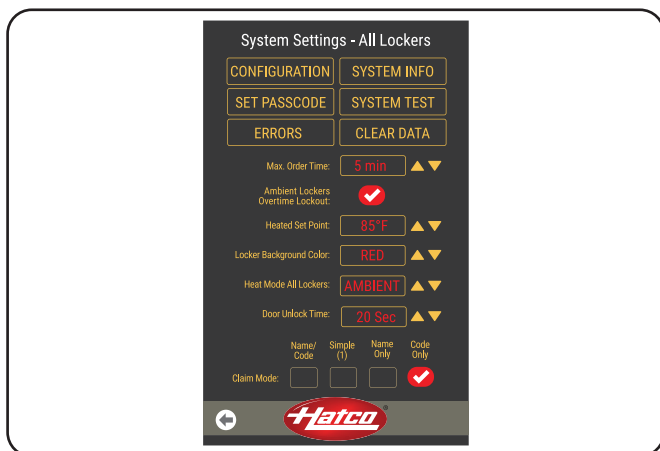 System Settings - All Lockers
CONFIGURATION SYSTEM INFO
SET PASSCODE SYSTEM TEST
ERRORS CLEAR DATA
Max. Order Time: 5 min
Ambient Lockers
Overtime Lockout:
Heated Set Point: 85°F
Locker Background Color: RED
Heat Mode All Lockers: AMBIENT
Door Unlock Time: 20 Sec
Name/ Simple Name Code
Code (1) Only Only
Claim Mode:
Hatco®